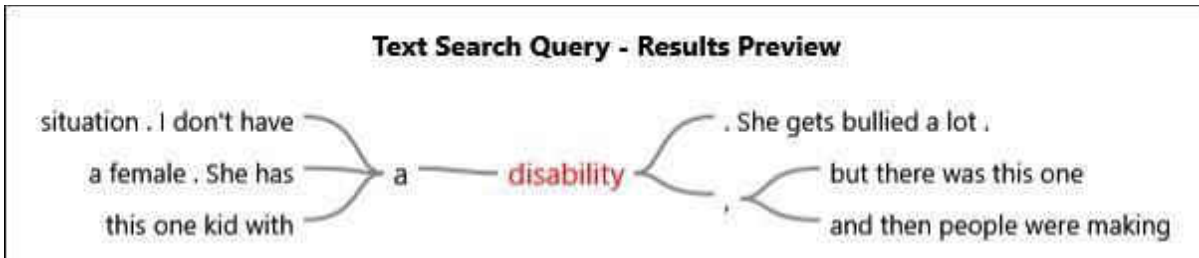 Text Search Query - Results Preview
situation . I don't have
a female . She has
this one kid with
a
disability
. She gets bullied a lot .
,
but there was this one
and then people were making